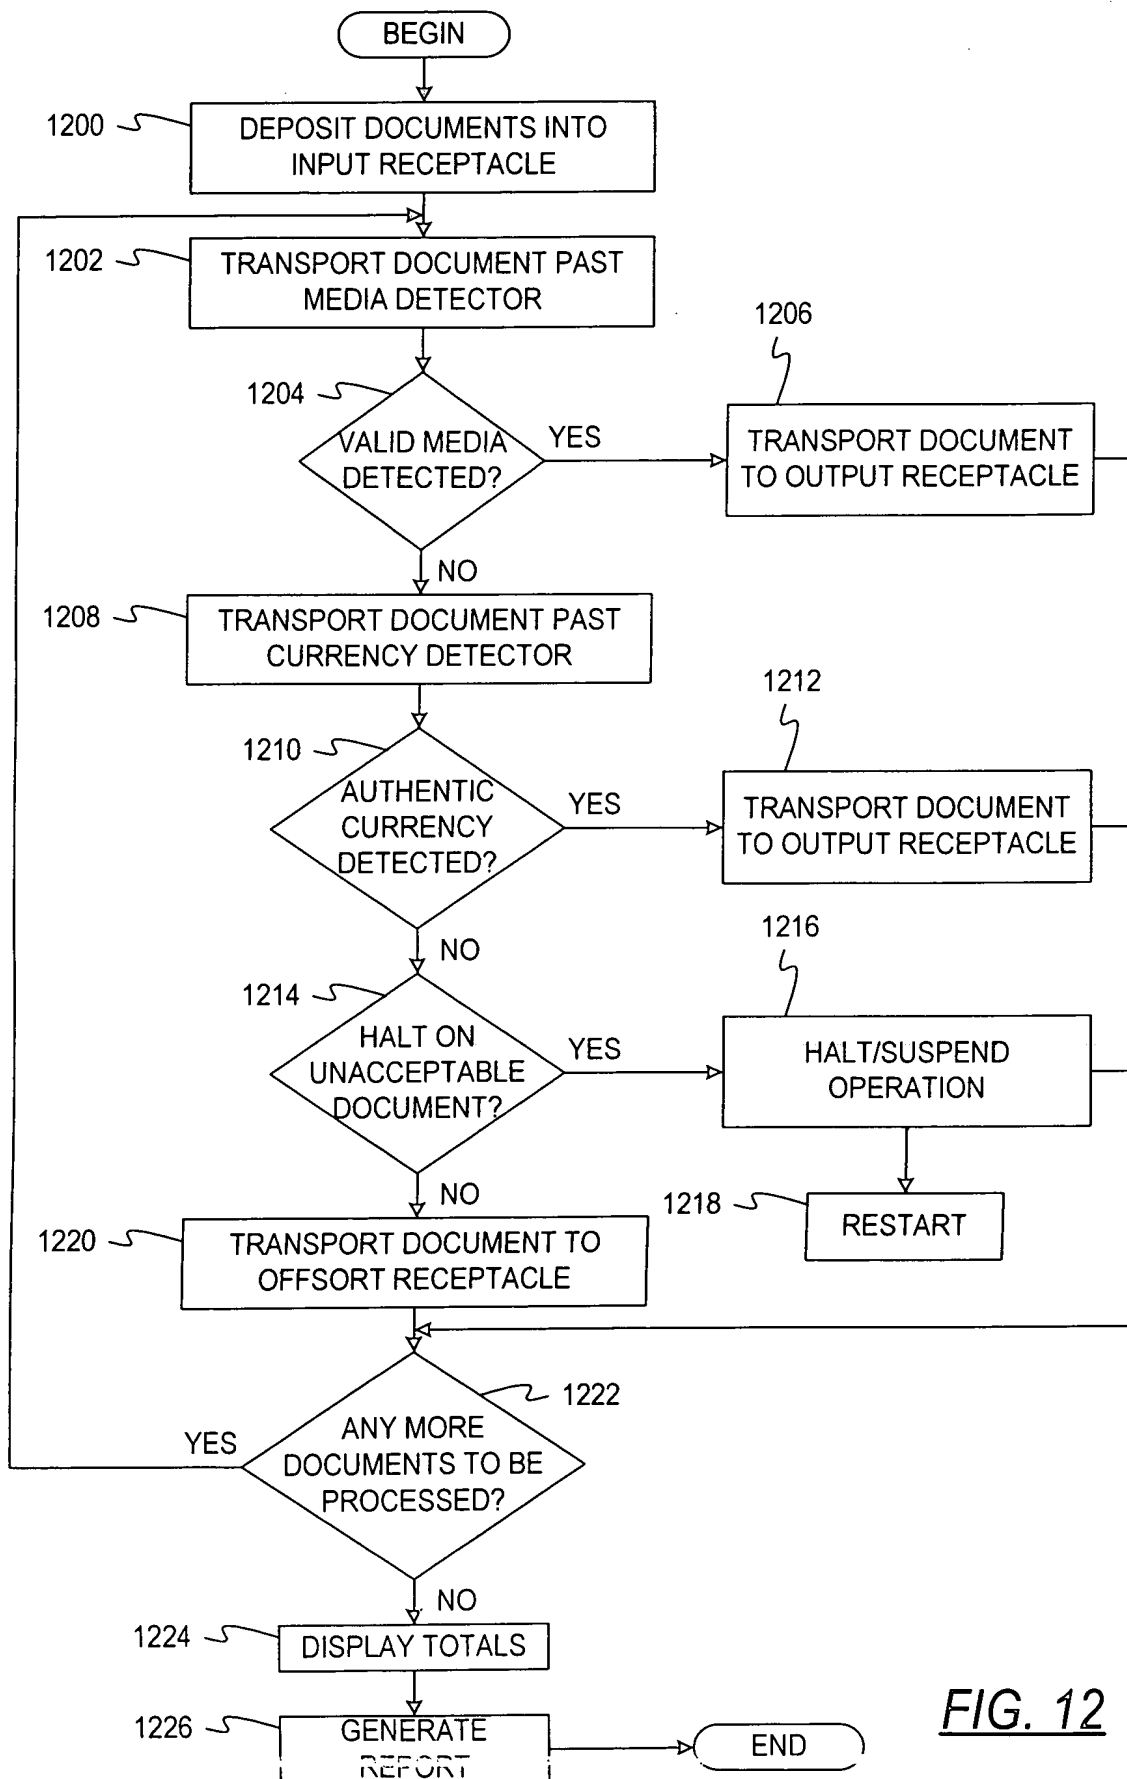 BEGIN
1200
DEPOSIT DOCUMENTS INTO
INPUT RECEPTACLE
1202
TRANSPORT DOCUMENT PAST
MEDIA DETECTOR
1204
VALID MEDIA
DETECTED?
YES
1206
TRANSPORT DOCUMENT
TO OUTPUT RECEPTACLE
NO
1208
TRANSPORT DOCUMENT PAST
CURRENCY DETECTOR
1210
AUTHENTIC
CURRENCY
DETECTED?
YES
1212
TRANSPORT DOCUMENT
TO OUTPUT RECEPTACLE
NO
1214
HALT ON
UNACCEPTABLE
DOCUMENT?
YES
1216
HALT/SUSPEND
OPERATION
1218
RESTART
NO
1220
TRANSPORT DOCUMENT TO
OFFSORT RECEPTACLE
1222
ANY MORE
DOCUMENTS TO BE
PROCESSED?
YES
NO
1224
DISPLAY TOTALS
1226
GENERATE
REPORT
END
FIG. 12